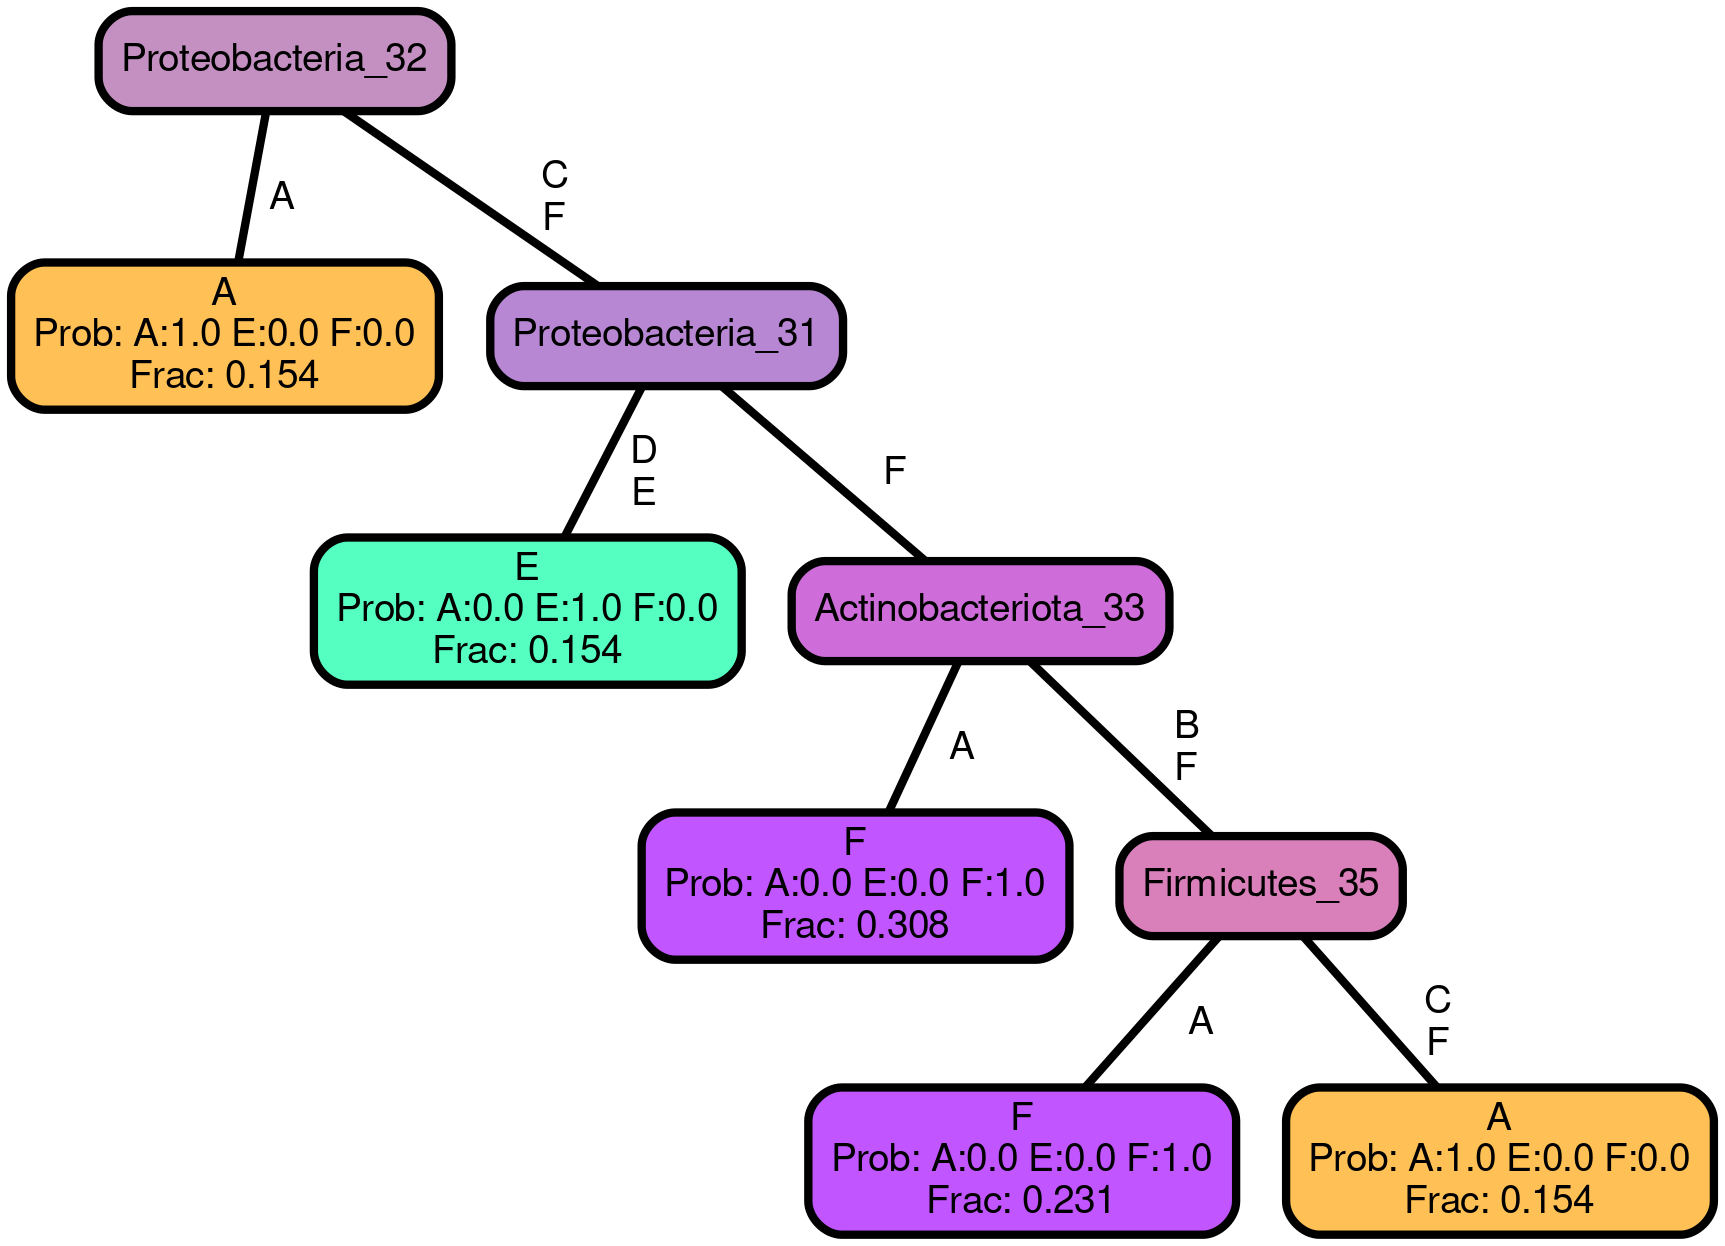 Proteobacteria_32
A
C
F
A
Prob: A:1.0 E:0.0 F:0.0
Frac: 0.154
Proteobacteria_31
D
E
F
E
Prob: A:0.0 E:1.0 F:0.0
Frac: 0.154
Actinobacteriota_33
A
B
F
F
Prob: A:0.0 E:0.0 F:1.0
Frac: 0.308
Firmicutes_35
A
C
F
F
Prob: A:0.0 E:0.0 F:1.0
Frac: 0.231
A
Prob: A:1.0 E:0.0 F:0.0
Frac: 0.154